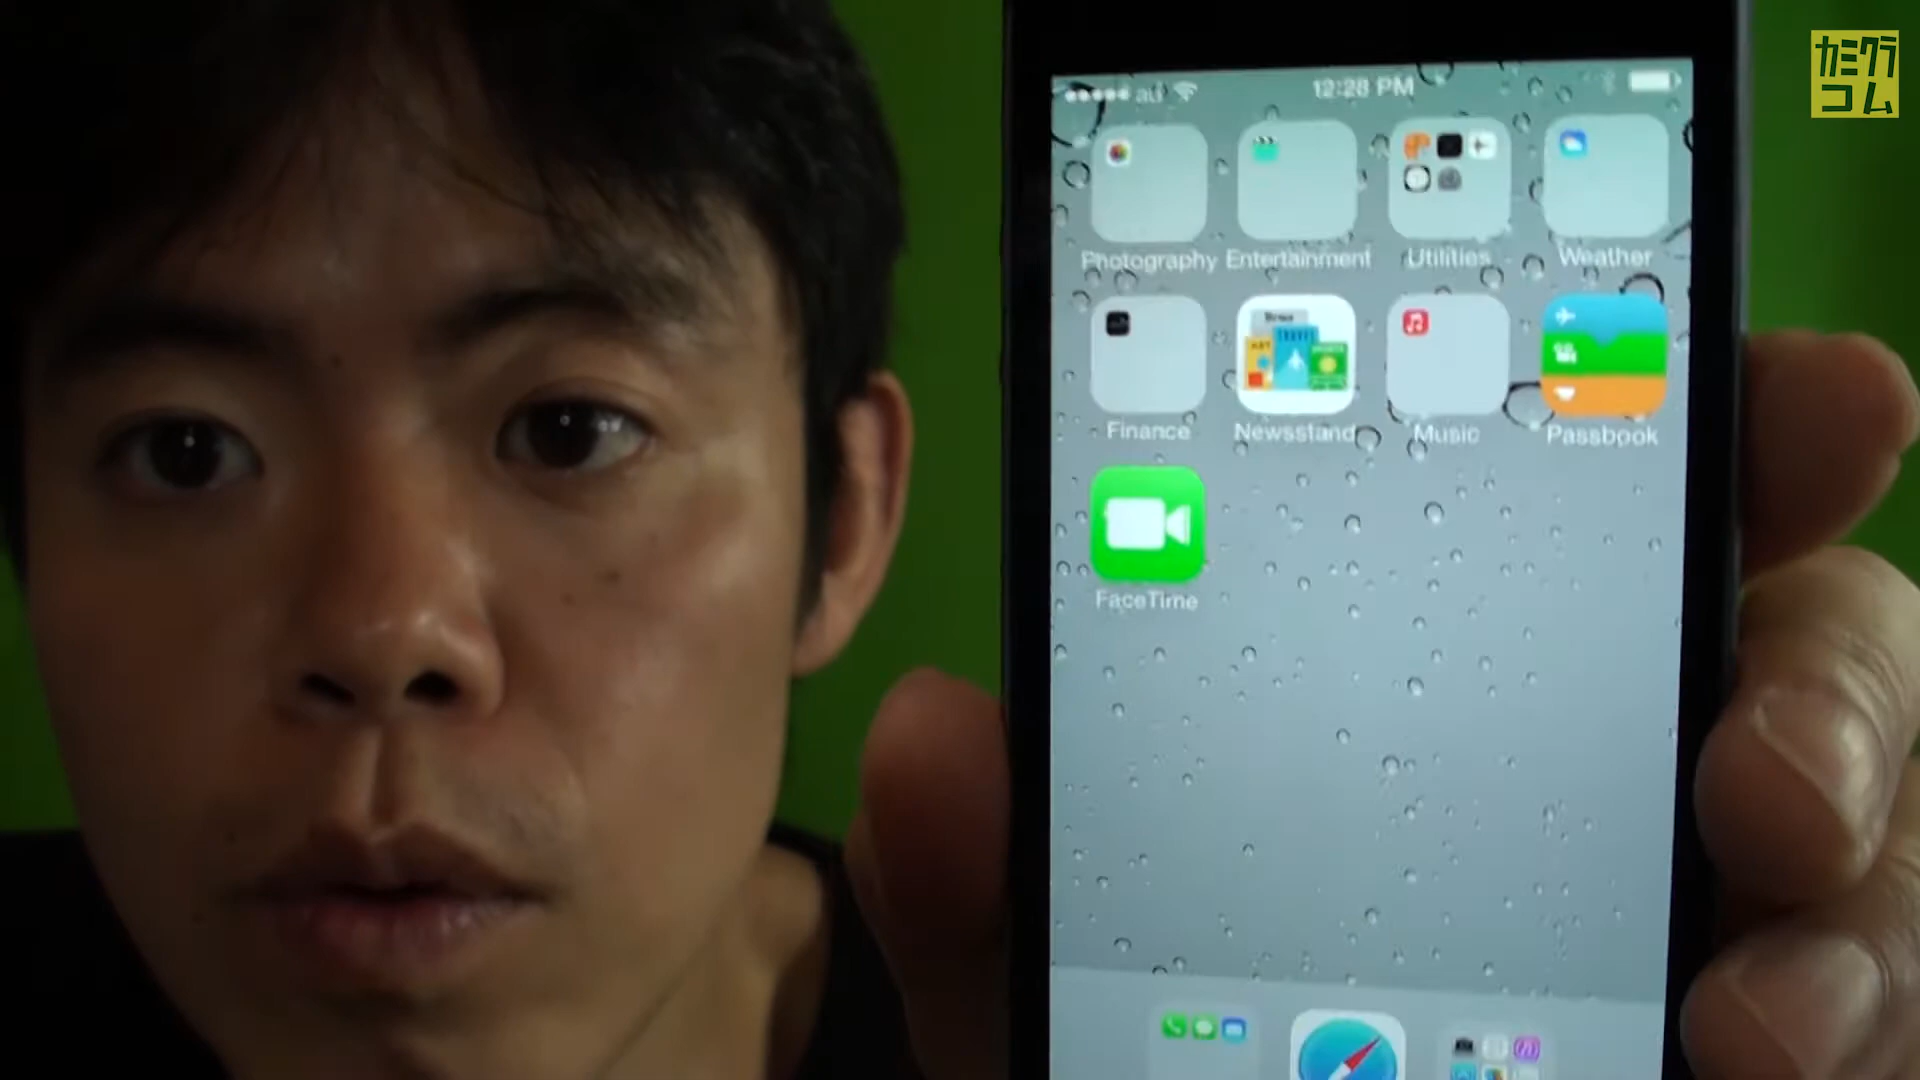 カミグラ
コム
au 12:28 PM
Photography Entertainment Utilities Weather
Finance Newsstand Music Passbook
FaceTime